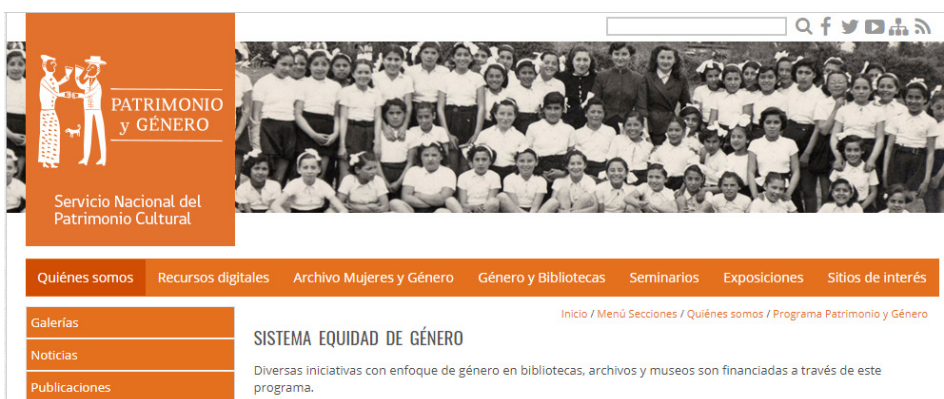 PATRIMONIO
y GÉNERO
Servicio Nacional del
Patrimonio Cultural
Quiénes somos Recursos digitales Archivo Mujeres y Género Género y Bibliotecas Seminarios Exposiciones Sitios de interés
Galerías
Noticias
Publicaciones
Inicio / Menú Secciones / Quiénes somos / Programa Patrimonio y Género
SISTEMA EQUIDAD DE GÉNERO
Diversas iniciativas con enfoque de género en bibliotecas, archivos y museos son financiadas a través de este
programa.